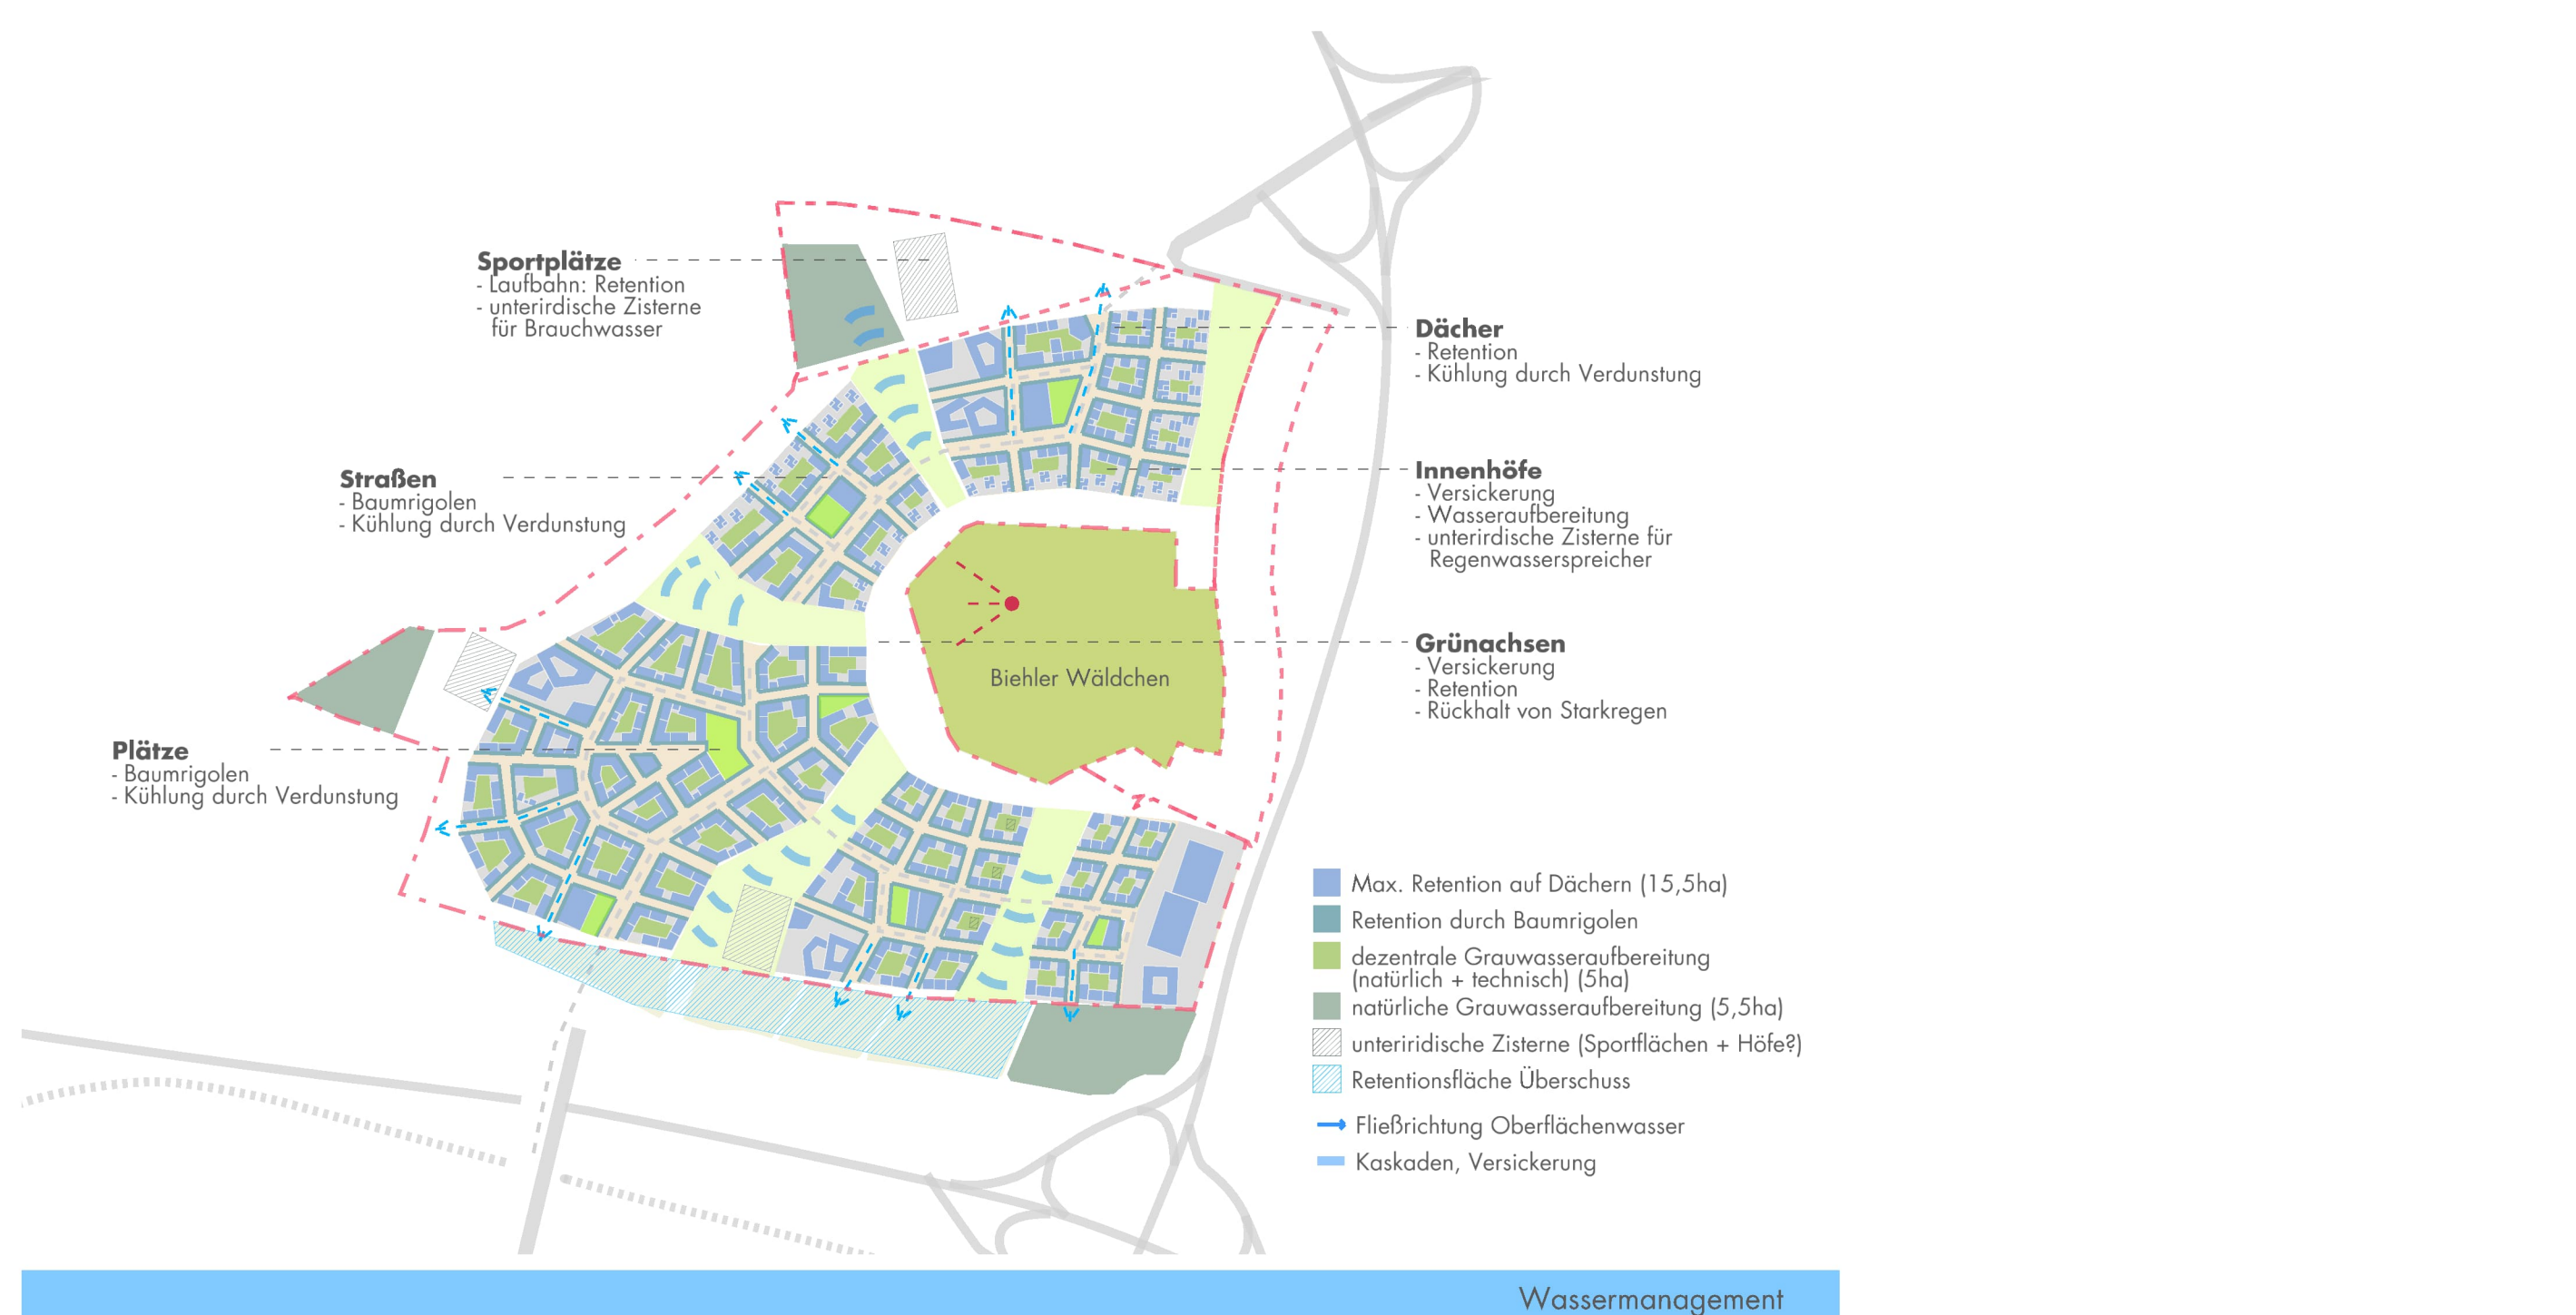 Sportplätze
- Laufbahn: Retention
- unterirdische Zisterne
für Brauchwasser
Straßen
- Baumrigolen
- Kühlung durch Verdunstung
Plätze
- Baumrigolen
- Kühlung durch Verdunstung
Biehler Wäldchen
Dächer
- Retention
- Kühlung durch Verdunstung
Innenhöfe
- Versickerung
- Wasseraufbereitung
- unterirdische Zisterne für
Regenwasserspreicher
Grünachsen
- Versickerung
- Retention
- Rückhalt von Starkregen
Max. Retention auf Dächern (15,5ha)
Retention durch Baumrigolen
dezentrale Grauwasseraufbereitung
(natürlich + technisch) (5ha)
natürliche Grauwasseraufbereitung (5,5ha)
unteriridische Zisterne (Sportflächen + Höfe?)
Retentionsfläche Überschuss
Fließrichtung Oberflächenwasser
Kaskaden, Versickerung
Wassermanagement